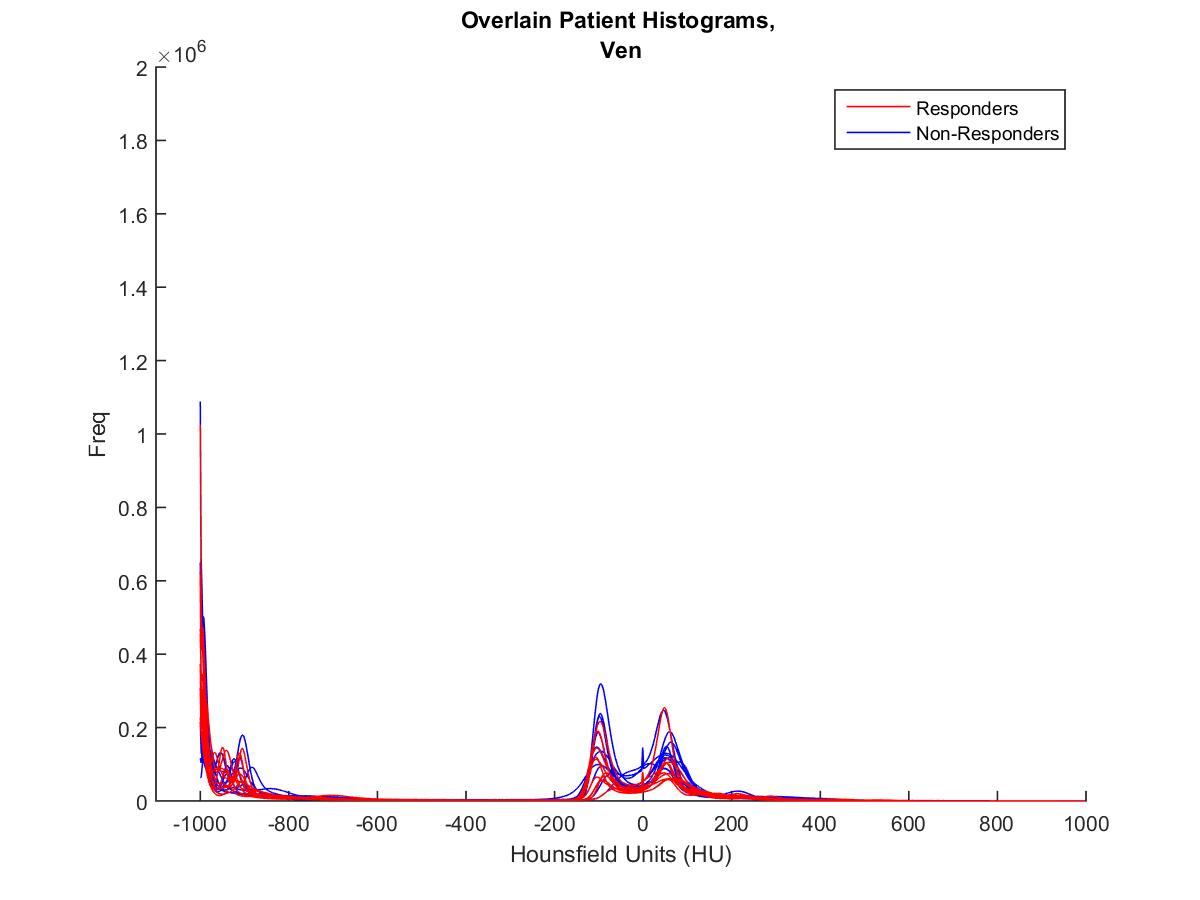 Overlain Patient Histograms,
Ven
×10^6
2
1.8
1.6
1.4
1.2
1
0.8
0.6
0.4
0.2
0
Freq
Responders
Non-Responders
-1000 -800 -600 -400 -200 0 200 400 600 800 1000
Hounsfield Units (HU)